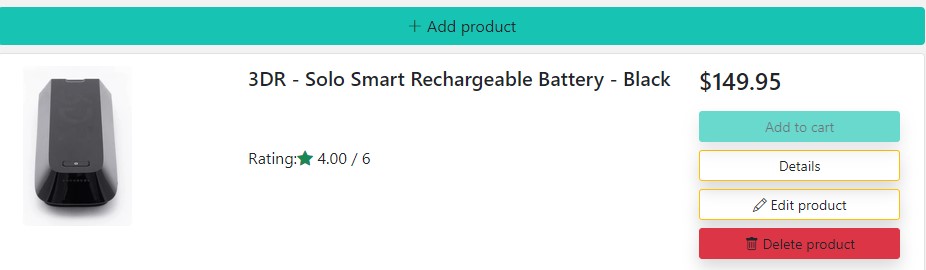 + Add product
3DR - Solo Smart Rechargeable Battery - Black
$149.95
Add to cart
Rating: 4.00 / 6
Details
Edit product
Delete product